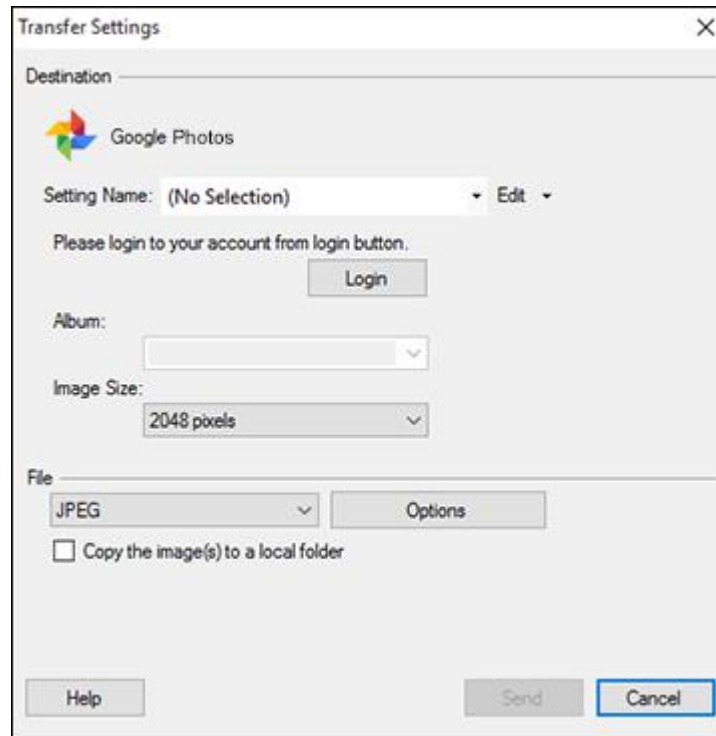 Transfer Settings
Destination
Google Photos
Setting Name: (No Selection) Edit
Please login to your account from login button.
Login
Album:
Image Size:
2048 pixels
File
JPEG Options
Copy the image(s) to a local folder
Help Send Cancel